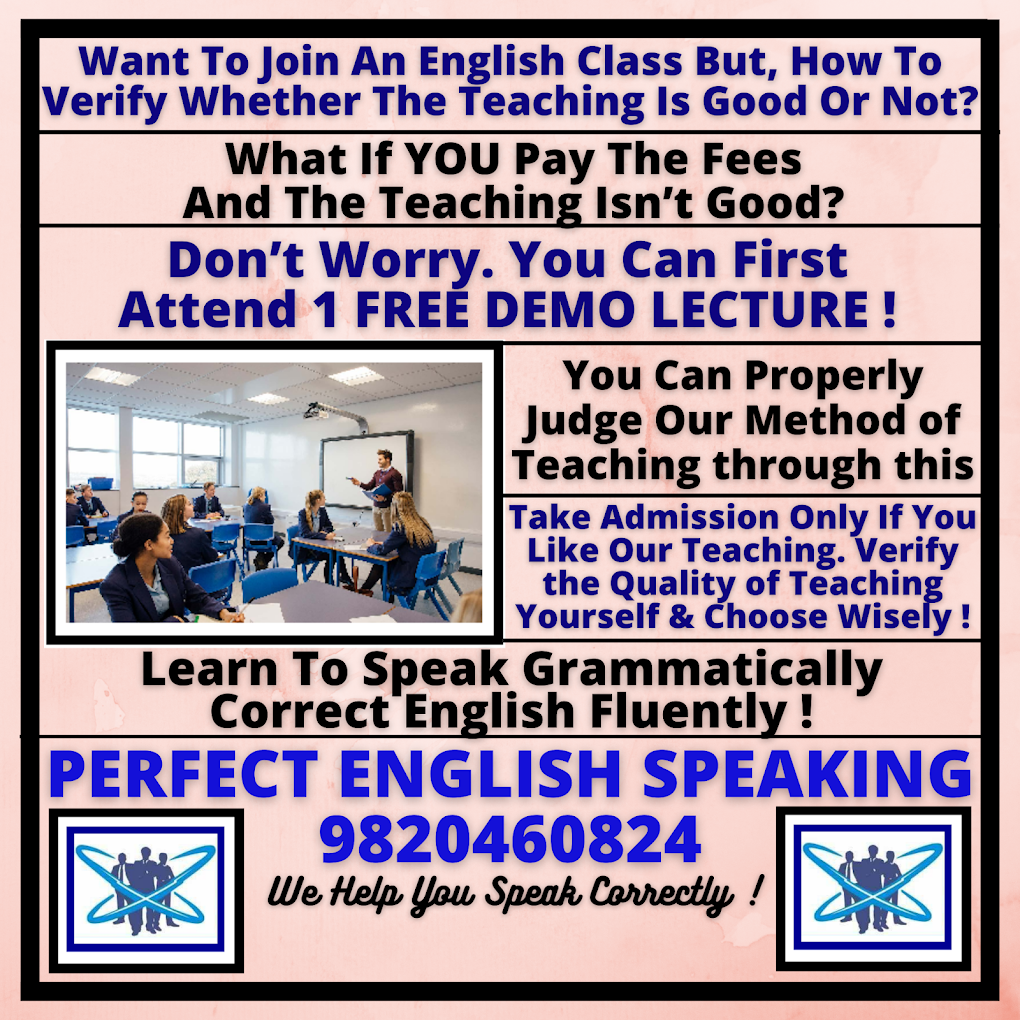 Want To Join An English Class But, How To
Verify Whether The Teaching Is Good Or Not?
What If YOU Pay The Fees
And The Teaching Isn’t Good?
Don’t Worry. You Can First
Attend 1 FREE DEMO LECTURE !
You Can Properly
Judge Our Method of
Teaching through this
Take Admission Only If You
Like Our Teaching. Verify
the Quality of Teaching
Yourself & Choose Wisely !
Learn To Speak Grammatically
Correct English Fluently !
PERFECT ENGLISH SPEAKING
9820460824
We Help You Speak Correctly !